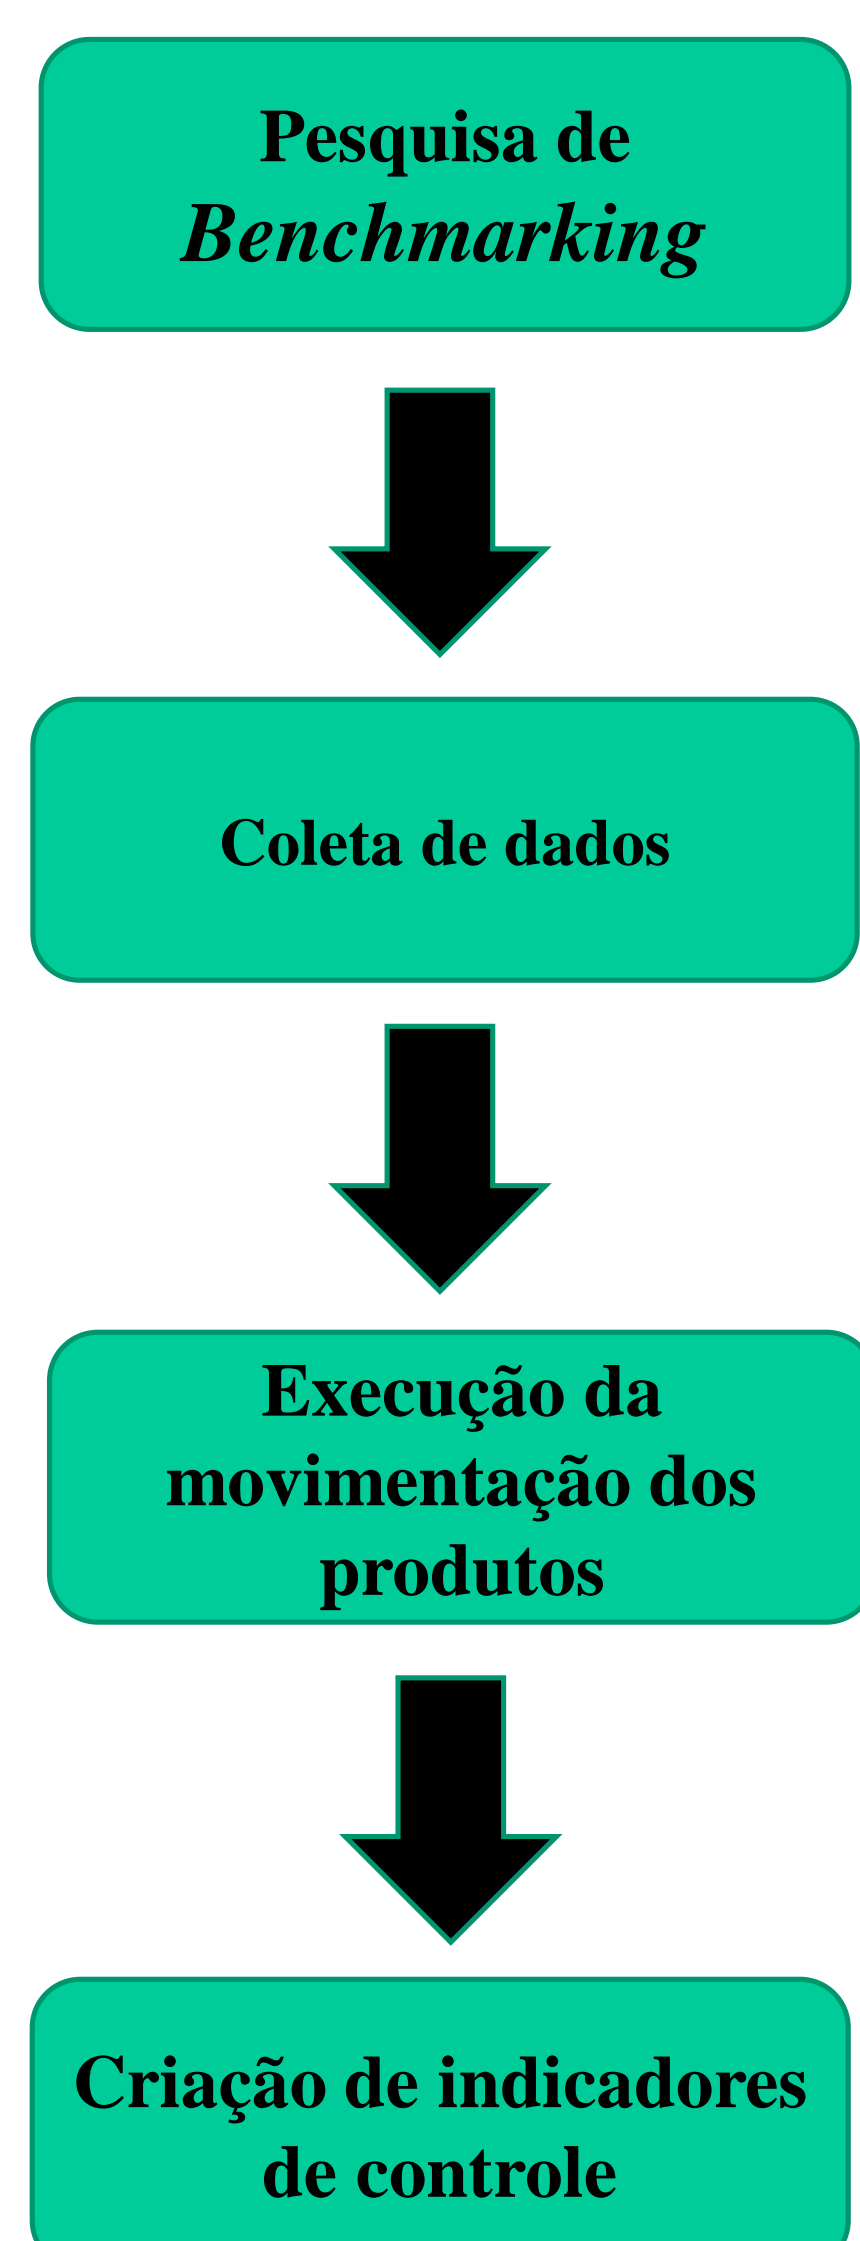 Pesquisa de
Benchmarking
Coleta de dados
Execução da
movimentação dos
produtos
Criação de indicadores
de controle